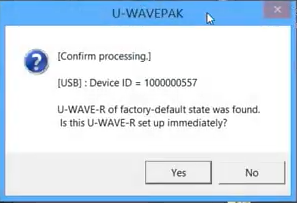 U-WAVEPAK
[Confirm processing.]
[USB] : Device ID = 1000000557
U-WAVE-R of factory-default state was found.
Is this U-WAVE-R set up immediately?
Yes
No